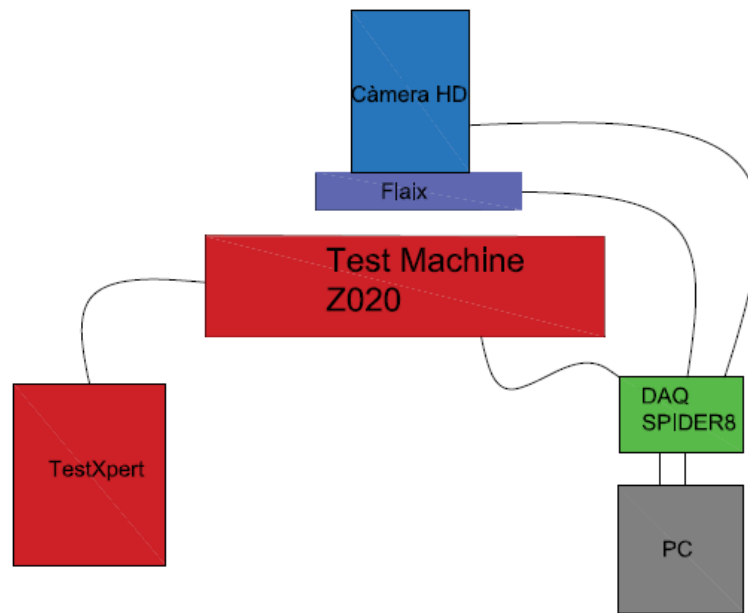 Càmera HD
Flaix
Test Machine
Z020
DAQ
SPIDER8
TestXpert
PC